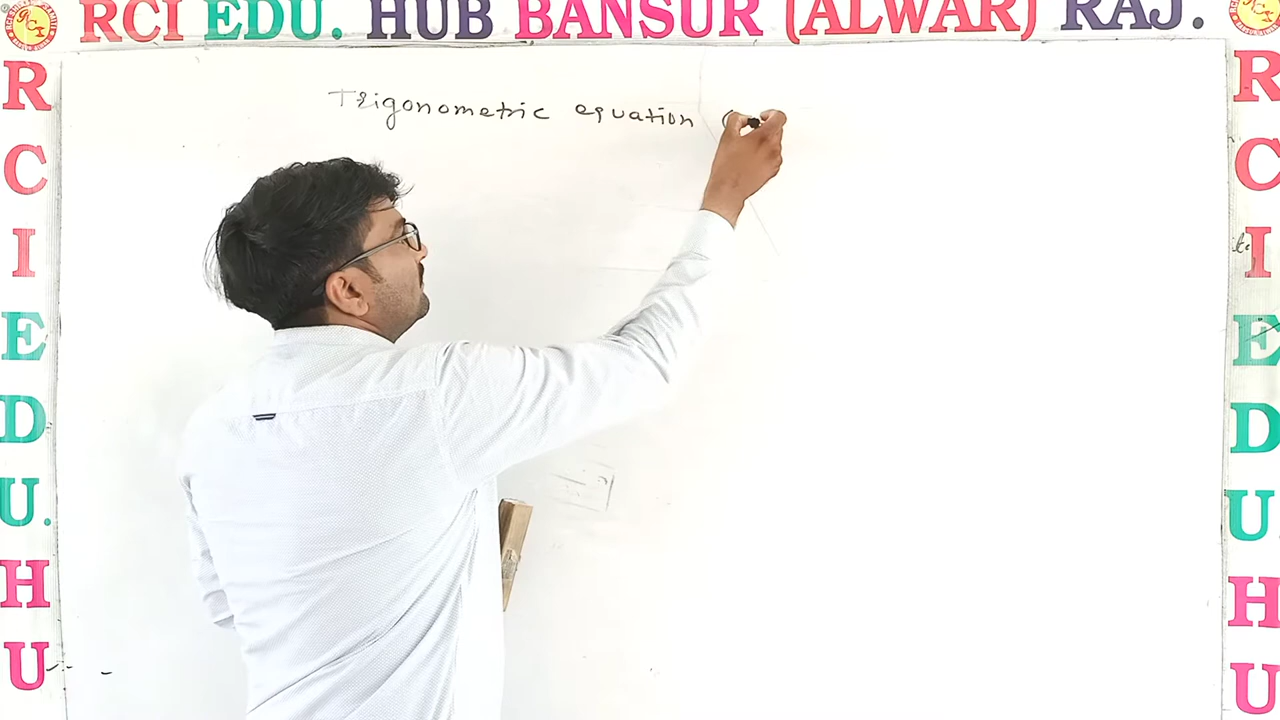 RCI EDU. HUB BANSUR (ALWAR) RAJ.
Trigonometric equation (
R
C
I
E
D
U.
H
U
R
C
I
E
D
U
H
U